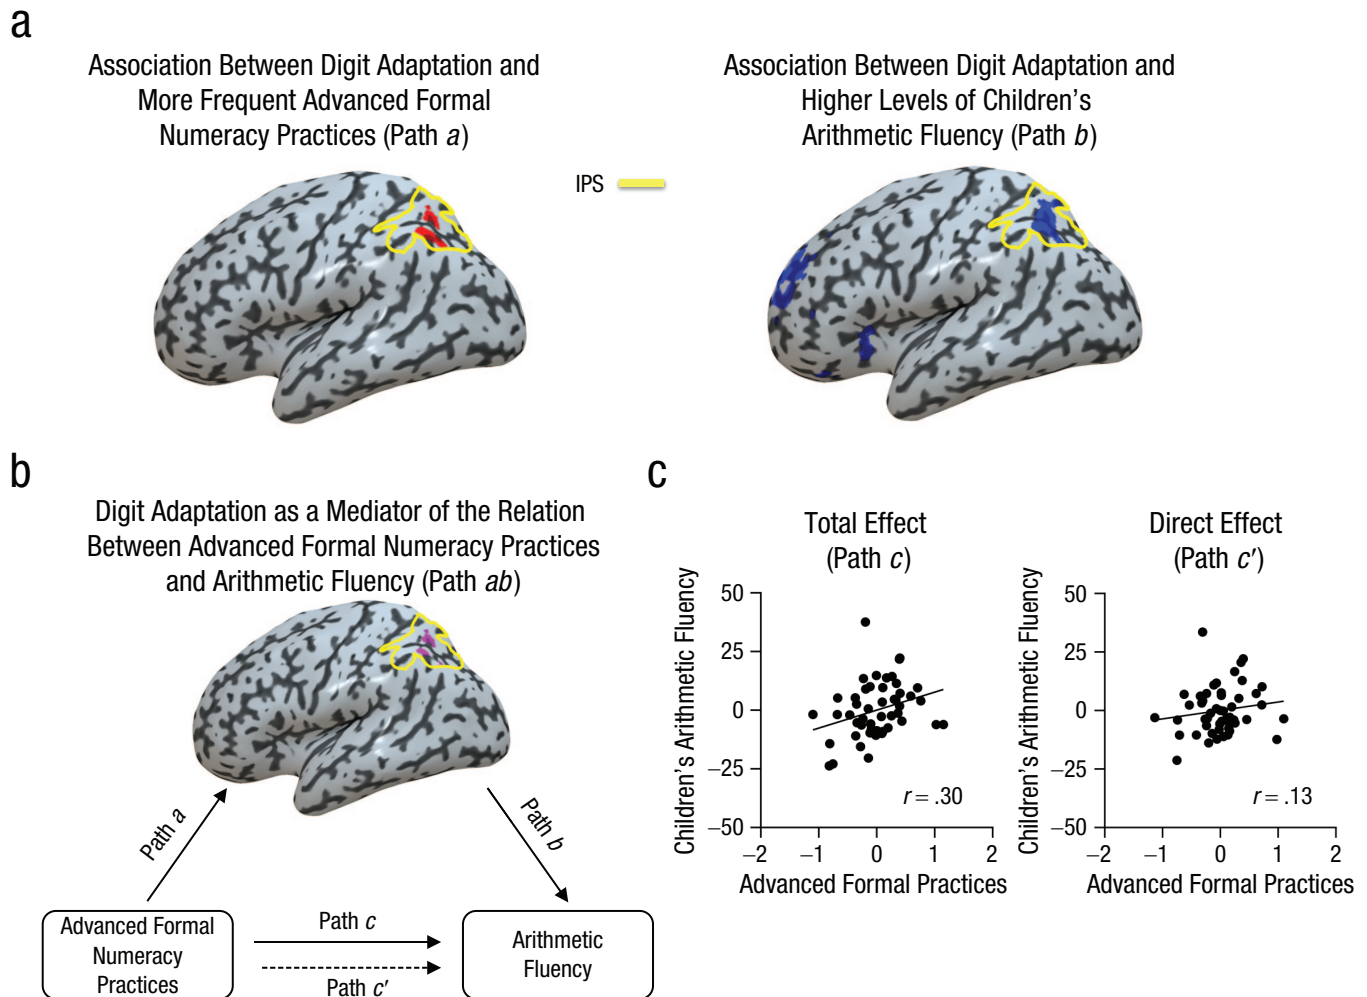 a
Association Between Digit Adaptation and
More Frequent Advanced Formal
Numeracy Practices (Path a)
Association Between Digit Adaptation and
Higher Levels of Children's
Arithmetic Fluency (Path b)
IPS
b
Digit Adaptation as a Mediator of the Relation
Between Advanced Formal Numeracy Practices
and Arithmetic Fluency (Path ab)
Path a
Path b
Advanced Formal
Numeracy
Practices
Path c
Path c′
Arithmetic
Fluency
c
Total Effect
(Path c)
Children's Arithmetic Fluency
50
25
0
−25
−50
r = .30
−2 −1 0 1 2
Advanced Formal Practices
Direct Effect
(Path c′)
Children's Arithmetic Fluency
50
25
0
−25
−50
r = .13
−2 −1 0 1 2
Advanced Formal Practices